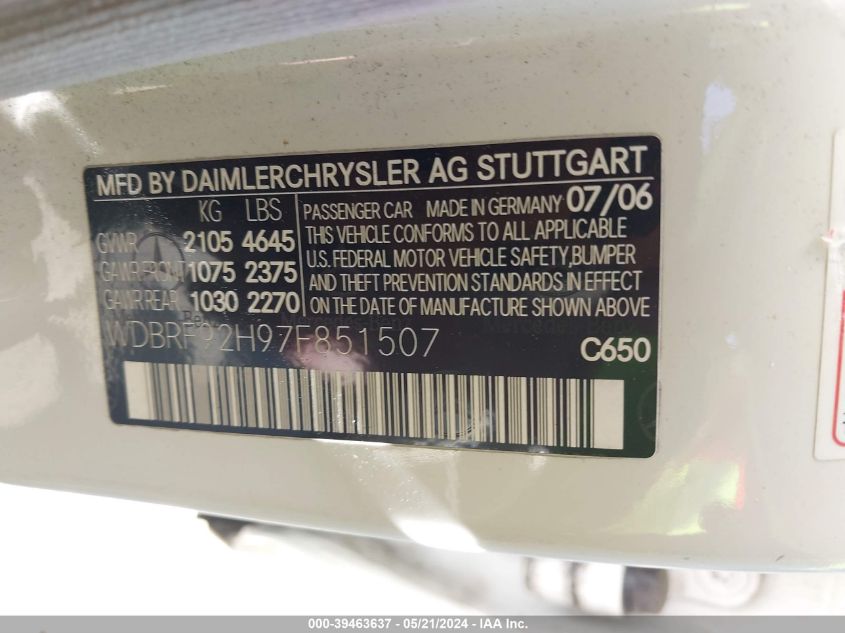 MFD BY DAIMLERCHRYSLER AG STUTTGART
KG LBS
GVWR 2105 4645
GAWR FRONT 1075 2375
GAWR REAR 1030 2270
PASSENGER CAR MADE IN GERMANY 07/06
THIS VEHICLE CONFORMS TO ALL APPLICABLE
U.S. FEDERAL MOTOR VEHICLE SAFETY,BUMPER
AND THEFT PREVENTION STANDARDS IN EFFECT
ON THE DATE OF MANUFACTURE SHOWN ABOVE
Mercedes-Benz
WDBRF92H97F851507
C650
000-39463637 - 05/21/2024 - IAA Inc.